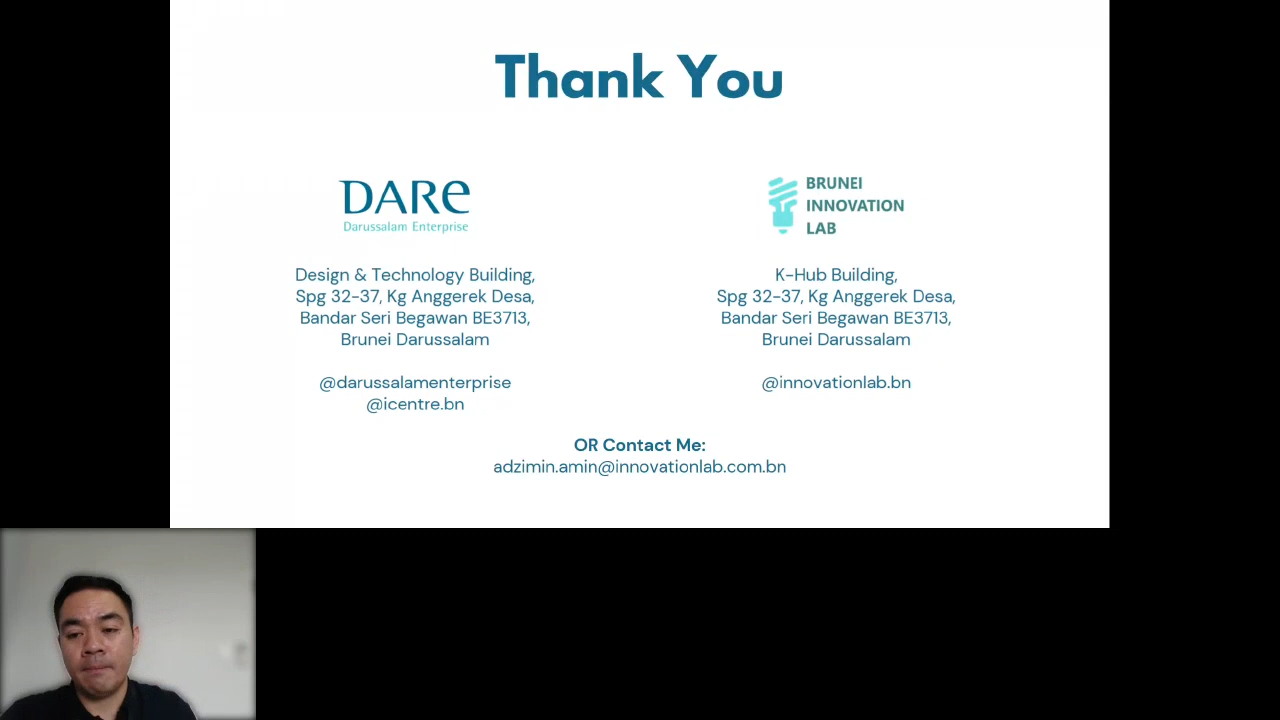 Thank You
DARe
Darussalam Enterprise
Design & Technology Building,
Spg 32-37, Kg Anggerek Desa,
Bandar Seri Begawan BE3713,
Brunei Darussalam
@darussalamenterprise
@icentre.bn
BRUNEI
INNOVATION
LAB
K-Hub Building,
Spg 32-37, Kg Anggerek Desa,
Bandar Seri Begawan BE3713,
Brunei Darussalam
@innovationlab.bn
OR Contact Me:
adzimin.amin@innovationlab.com.bn